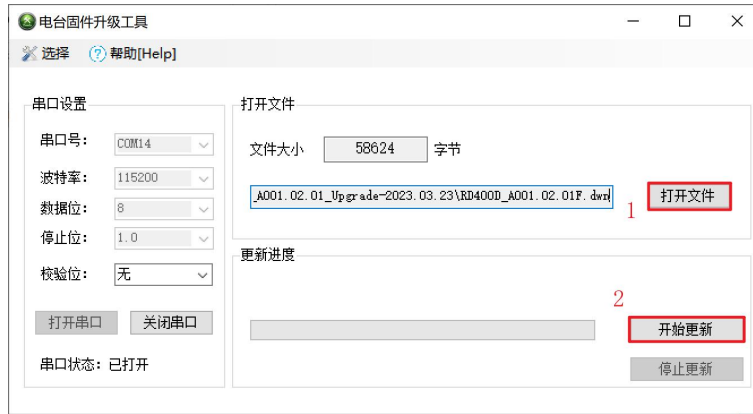 电台固件升级工具
选择 帮助[Help]
串口设置
串口号: COM14
波特率: 115200
数据位: 8
停止位: 1.0
校验位: 无
打开串口 关闭串口
串口状态: 已打开
打开文件
文件大小 58624 字节
_A001.02.01_Upgrade-2023.03.23\RD400D_A001.02.01F.dwn
1 打开文件
更新进度
2
开始更新
停止更新